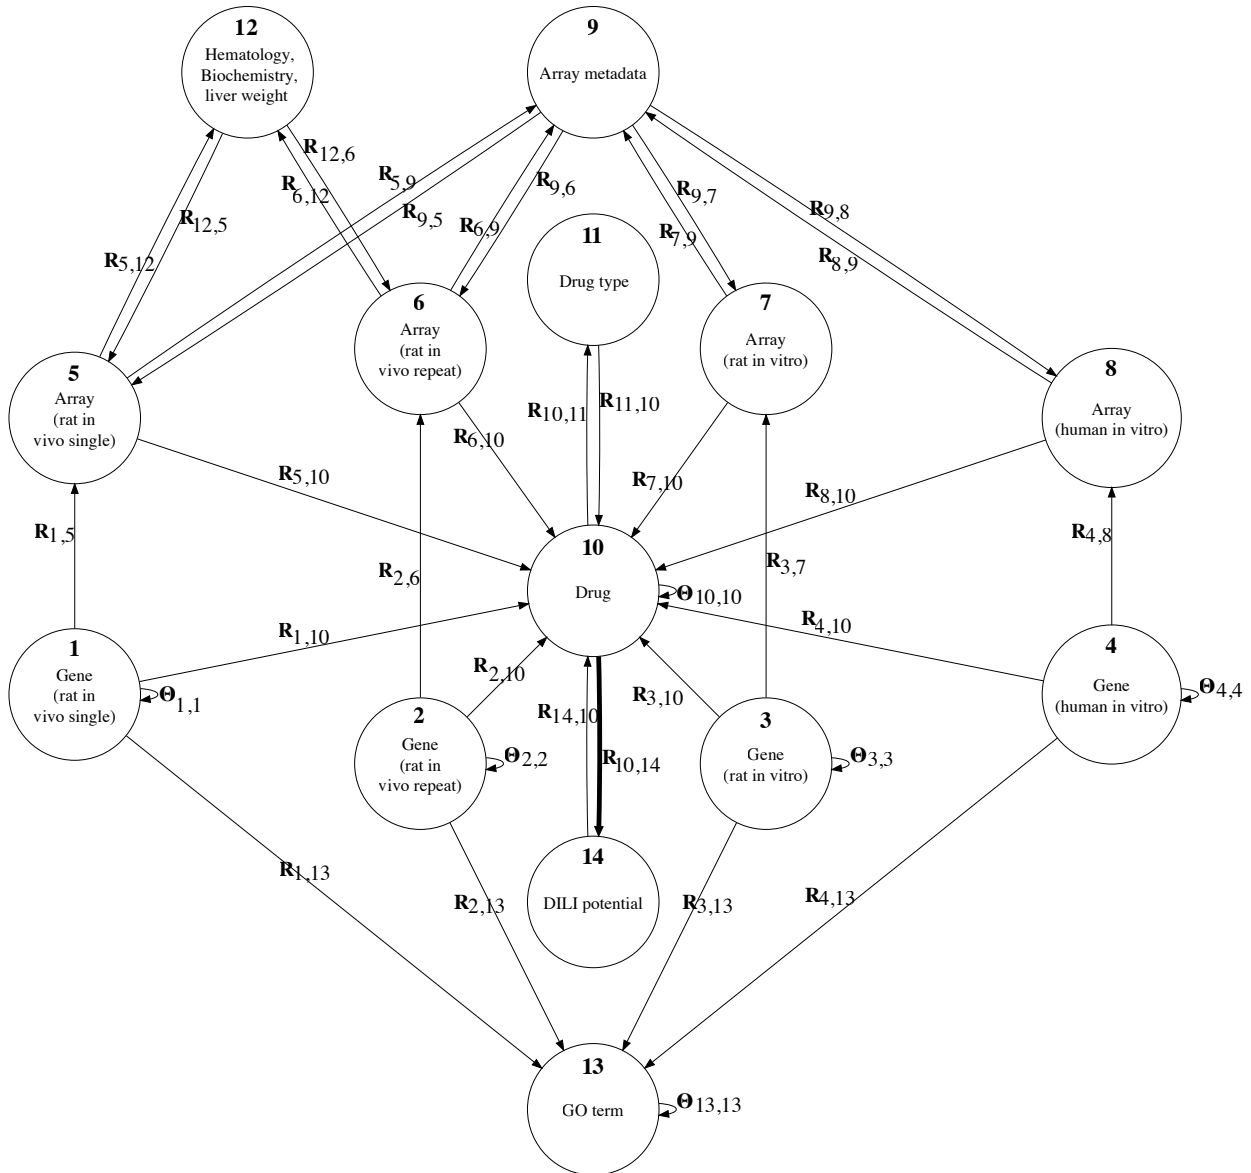 12
Hematology,
Biochemistry,
liver weight
9
Array metadata
R12,6
R6,12
R5,9
R9,5
R9,6
R6,9
R9,7
R7,9
R9,8
R8,9
R12,5
R5,12
11
Drug type
6
Array
(rat in
vivo repeat)
7
Array
(rat in vitro)
5
Array
(rat in
vivo single)
8
Array
(human in vitro)
R10,11
R11,10
R6,10
R7,10
R5,10
R8,10
R1,5
R2,6
R3,7
R4,8
10
Drug
Θ10,10
R1,10
R2,10
R3,10
R4,10
1
Gene
(rat in
vivo single)
Θ1,1
4
Gene
(human in vitro)
Θ4,4
2
Gene
(rat in
vivo repeat)
Θ2,2
3
Gene
(rat in vitro)
Θ3,3
R14,10
R10,14
14
DILI potential
R1,13
R2,13
R3,13
R4,13
13
GO term
Θ13,13